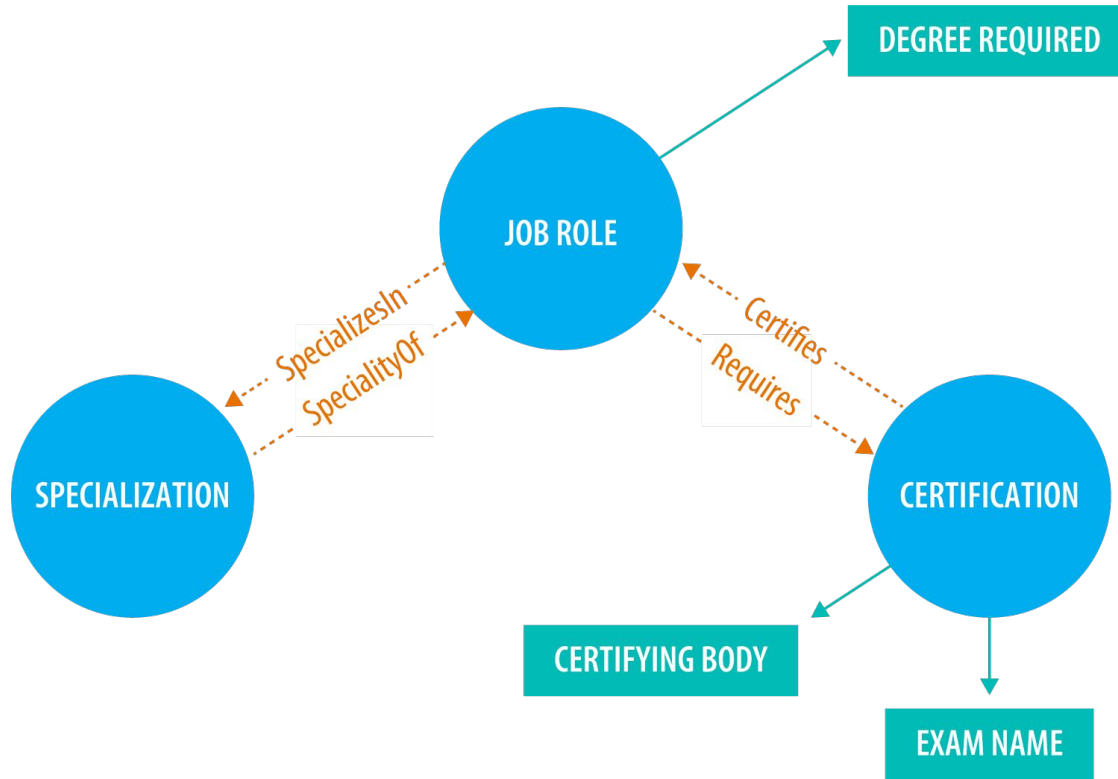 DEGREE REQUIRED
JOB ROLE
SpecializesIn
SpecialityOf
Certifies
Requires
SPECIALIZATION
CERTIFICATION
CERTIFYING BODY
EXAM NAME